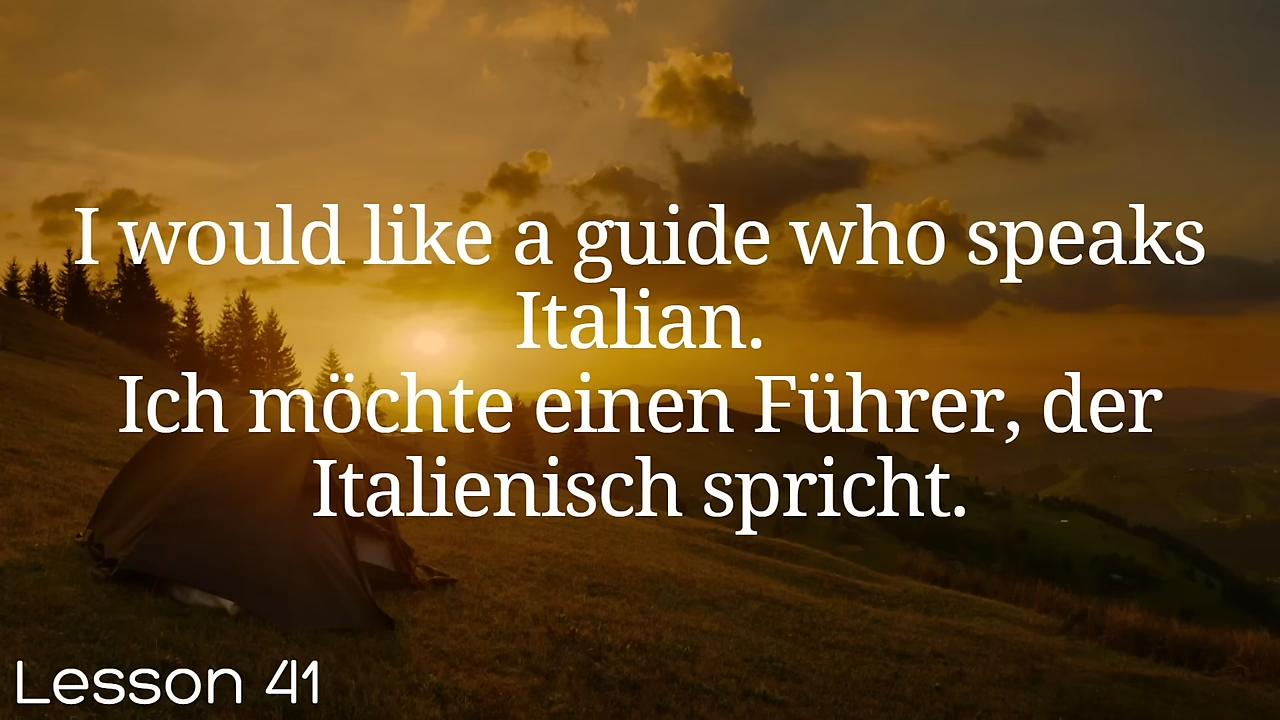 I would like a guide who speaks
Italian.
Ich möchte einen Führer, der
Italienisch spricht.
Lesson 41